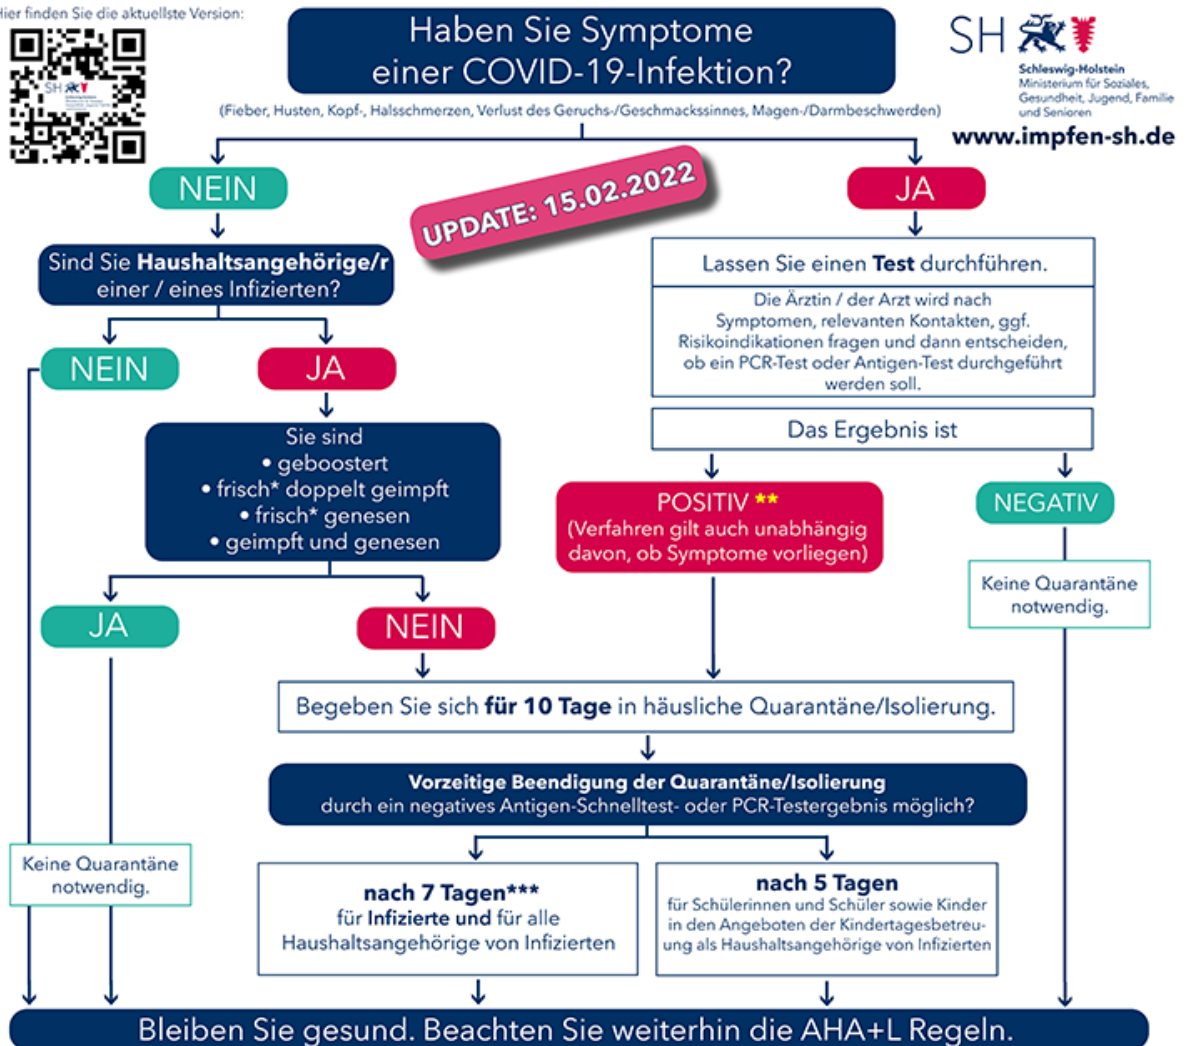 Hier finden Sie die aktuellste Version:
Haben Sie Symptome
einer COVID-19-Infektion?
(Fieber, Husten, Kopf-, Halsschmerzen, Verlust des Geruchs-/Geschmackssinnes, Magen-/Darmbeschwerden)
SH
Schleswig-Holstein
Ministerium für Soziales,
Gesundheit, Jugend, Familie
und Senioren
www.impfen-sh.de
SH
UPDATE: 15.02.2022
NEIN
JA
Sind Sie Haushaltsangehörige/r
einer / eines Infizierten?
NEIN
JA
Sie sind
• geboostert
• frisch* doppelt geimpft
• frisch* genesen
• geimpft und genesen
JA
NEIN
Lassen Sie einen Test durchführen.
Die Ärztin / der Arzt wird nach
Symptomen, relevanten Kontakten, ggf.
Risikoindikationen fragen und dann entscheiden,
ob ein PCR-Test oder Antigen-Test durchgeführt
werden soll.
Das Ergebnis ist
POSITIV **
(Verfahren gilt auch unabhängig
davon, ob Symptome vorliegen)
NEGATIV
Keine Quarantäne
notwendig.
Begeben Sie sich für 10 Tage in häusliche Quarantäne/Isolierung.
Vorzeitige Beendigung der Quarantäne/Isolierung
durch ein negatives Antigen-Schnelltest- oder PCR-Testergebnis möglich?
Keine Quarantäne
notwendig.
nach 7 Tagen***
für Infizierte und für alle
Haushaltsangehörige von Infizierten
nach 5 Tagen
für Schülerinnen und Schüler sowie Kinder
in den Angeboten der Kindertagesbetreu-
ung als Haushaltsangehörige von Infizierten
Bleiben Sie gesund. Beachten Sie weiterhin die AHA+L Regeln.